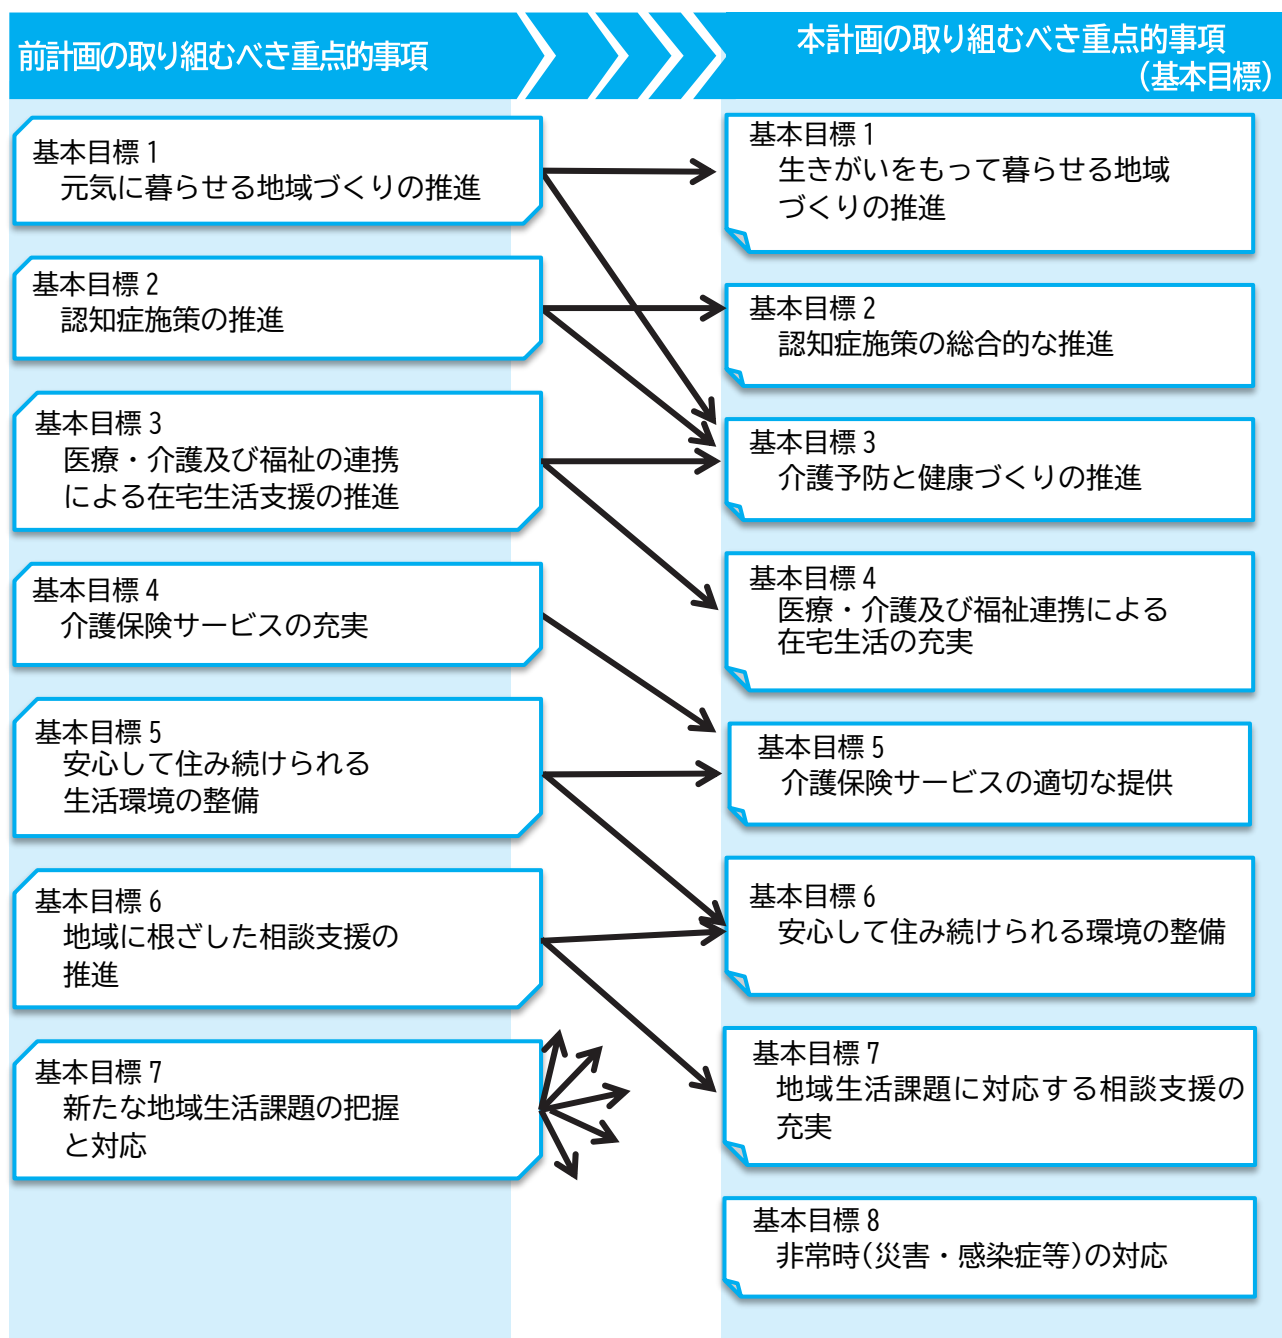 前計画の取り組むべき重点的事項
本計画の取り組むべき重点的事項
(基本目標)
基本目標1
元気に暮らせる地域づくりの推進
基本目標2
認知症施策の推進
基本目標3
医療・介護及び福祉の連携
による在宅生活支援の推進
基本目標4
介護保険サービスの充実
基本目標5
安心して住み続けられる
生活環境の整備
基本目標6
地域に根ざした相談支援の
推進
基本目標7
新たな地域生活課題の把握
と対応
基本目標1
生きがいをもって暮らせる地域
づくりの推進
基本目標2
認知症施策の総合的な推進
基本目標3
介護予防と健康づくりの推進
基本目標4
医療・介護及び福祉連携による
在宅生活の充実
基本目標5
介護保険サービスの適切な提供
基本目標6
安心して住み続けられる環境の整備
基本目標7
地域生活課題に対応する相談支援の
充実
基本目標8
非常時(災害・感染症等)の対応